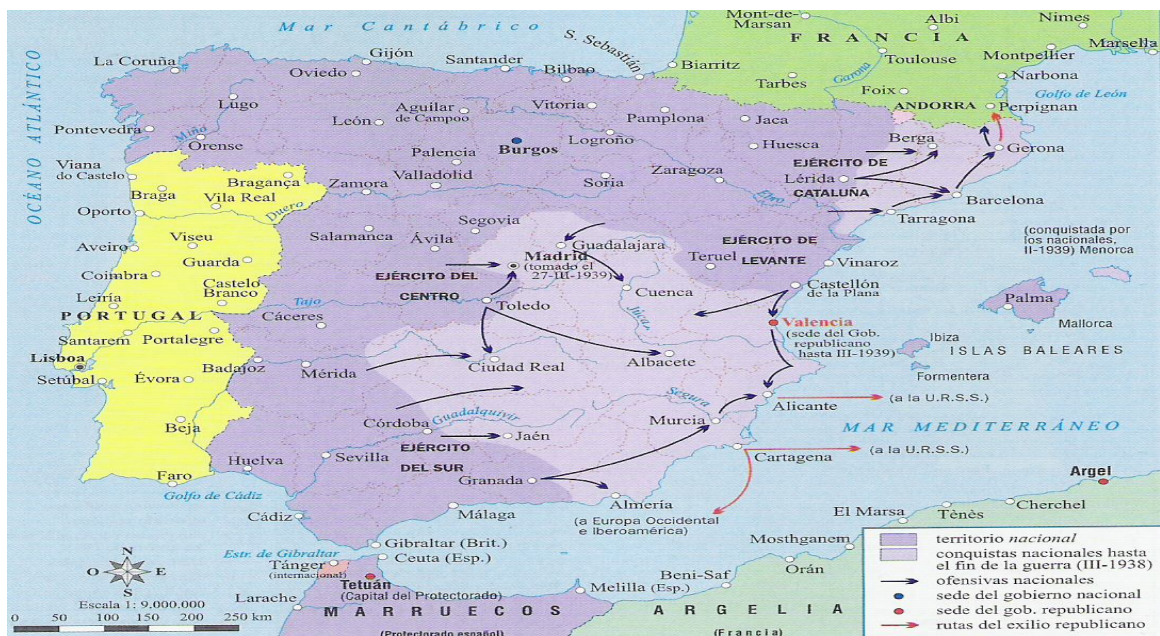 Mar Cantábrico
OCÉANO ATLÁNTICO
FRANCIA
Mont-de-
Marsan
Albi
Nimes
Garona
Toulouse
Montpellier
Marsella
Biarritz
Tarbes
Foix
Narbona
Golfo de León
ANDORRA
Perpignan
La Coruña
Gijón
Oviedo
Santander
Bilbao
S. Sebastián
Lugo
Aguilar
de Campoo
Vitoria
Pamplona
Jaca
Berga
Gerona
Pontevedra
Miño
Orense
León
Burgos
Logroño
Huesca
EJÉRCITO DE
CATALUÑA
Lérida
Viana
do Castelo
Bragança
Palencia
Valladolid
Soria
Zaragoza
Ebro
Barcelona
Braga
Vila Real
Zamora
Tarragona
Oporto
Duero
Segovia
Salamanca
Ávila
Guadalajara
Madrid
(tomado el
27-III-1939)
EJÉRCITO DE
LEVANTE
Teruel
Vinaroz
(conquistada por
los nacionales,
II-1939) Menorca
Aveiro
Viseu
Guarda
Coimbra
Castelo
Branco
EJÉRCITO DEL
CENTRO
Cuenca
Castellón
de la Plana
Palma
Mallorca
Leiría
PORTUGAL
Tajo
Cáceres
Toledo
Júcar
Valencia
(sede del Gob.
republicano
hasta III-1939)
Ibiza
ISLAS BALEARES
Formentera
Santarem
Portalegre
Lisboa
Setúbal
Évora
Badajoz
Mérida
Ciudad Real
Albacete
Alicante
(a la U.R.S.S.)
Beja
Córdoba
Guadalquivir
Segura
Murcia
MAR MEDITERRÁNEO
Jaén
EJÉRCITO
DEL SUR
Cartagena
(a la U.R.S.S.)
Huelva
Sevilla
Faro
Golfo de Cádiz
Granada
Almería
(a Europa Occidental
e Iberoamérica)
Cádiz
Málaga
Argel
El Marsa
Tènès
Cherchel
Gibraltar (Brit.)
Estr. de Gibraltar
Ceuta (Esp.)
Tánger
(internacional)
Tetuán
(Capital del Protectorado)
Larache
Melilla (Esp.)
Beni-Saf
Orán
Mosthganem
MARRUECOS
(Protectorado español)
ARGELIA
(Francia)
N
O E
S
Escala 1: 9.000.000
0 50 100 150 200 250 km
territorio nacional
conquistas nacionales hasta
el fin de la guerra (III-1938)
ofensivas nacionales
sede del gobierno nacional
sede del gob. republicano
rutas del exilio republicano